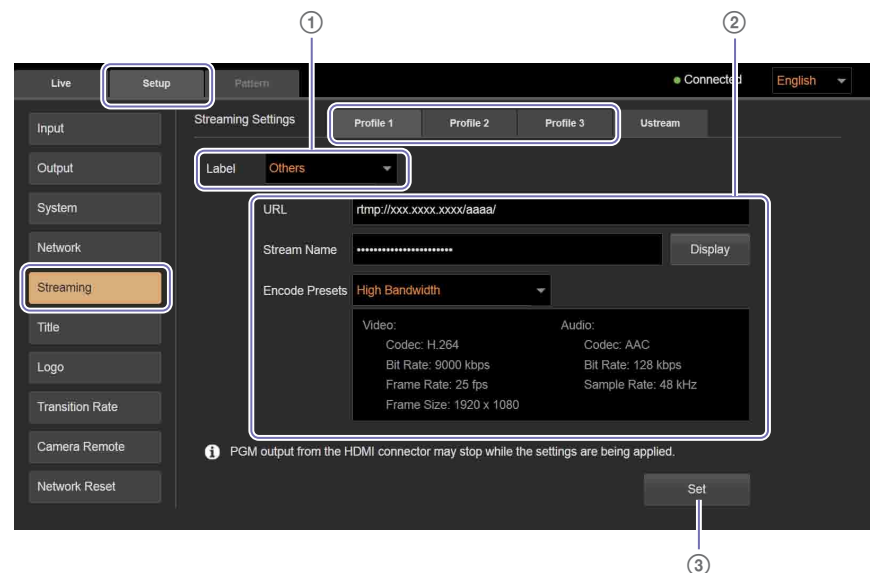 ① ②
Live Setup Pattern Connected English
Streaming Settings Profile 1 Profile 2 Profile 3 Ustream
Input
Output
System
Network
Streaming
Title
Logo
Transition Rate
Camera Remote
Network Reset
Label Others
URL rtmp://xxx.xxxx.xxxx/aaaa/
Stream Name •••••••••••••••••••••• Display
Encode Presets High Bandwidth
Video:
Codec: H.264
Bit Rate: 9000 kbps
Frame Rate: 25 fps
Frame Size: 1920 x 1080
Audio:
Codec: AAC
Bit Rate: 128 kbps
Sample Rate: 48 kHz
PGM output from the HDMI connector may stop while the settings are being applied.
Set
③